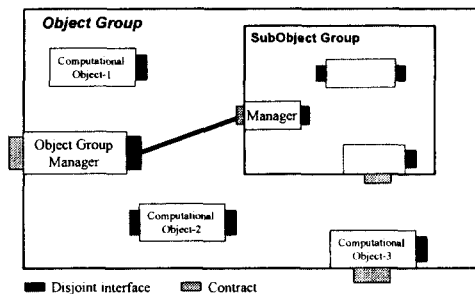 Object Group
SubObject Group
Computational
Object-1
Manager
Object Group
Manager
Computational
Object-2
Computational
Object-3
Disjoint interface
Contract